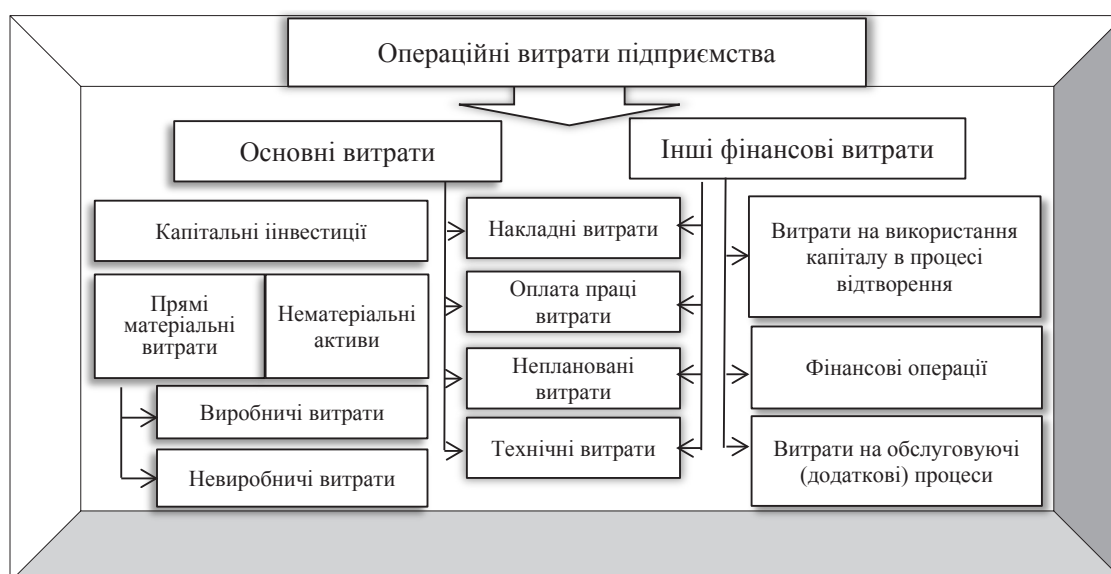 Операційні витрати підприємства
Основні витрати
Інші фінансові витрати
Капітальні іінвестиції
Прямі
матеріальні
витрати
Нематеріальні
активи
Виробничі витрати
Невиробничі витрати
Накладні витрати
Оплата праці
витрати
Неплановані
витрати
Технічні витрати
Витрати на використання
капіталу в процесі
відтворення
Фінансові операції
Витрати на обслуговуючі
(додаткові) процеси